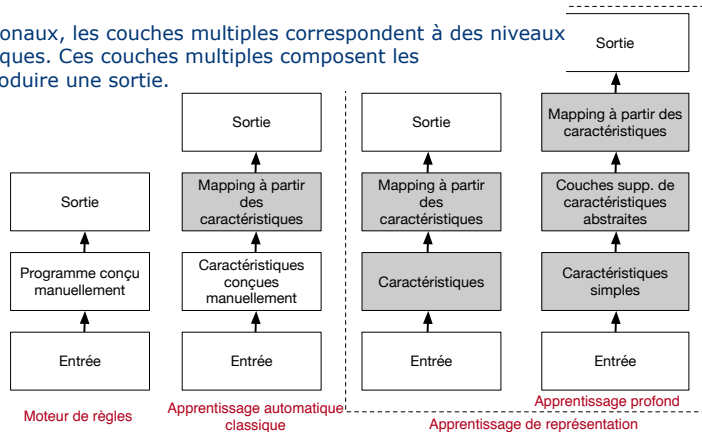 onaux, les couches multiples correspondent à des niveaux
iques. Ces couches multiples composent les
oduire une sortie.
Sortie
Programme conçu
manuellement
Entrée
Moteur de règles
Sortie
Mapping à partir
des
caractéristiques
Caractéristiques
conçues
manuellement
Entrée
Apprentissage automatique
classique
Sortie
Mapping à partir
des
caractéristiques
Caractéristiques
Entrée
Sortie
Mapping à partir des
caractéristiques
Couches supp. de
caractéristiques
abstraites
Caractéristiques
simples
Entrée
Apprentissage profond
Apprentissage de représentation